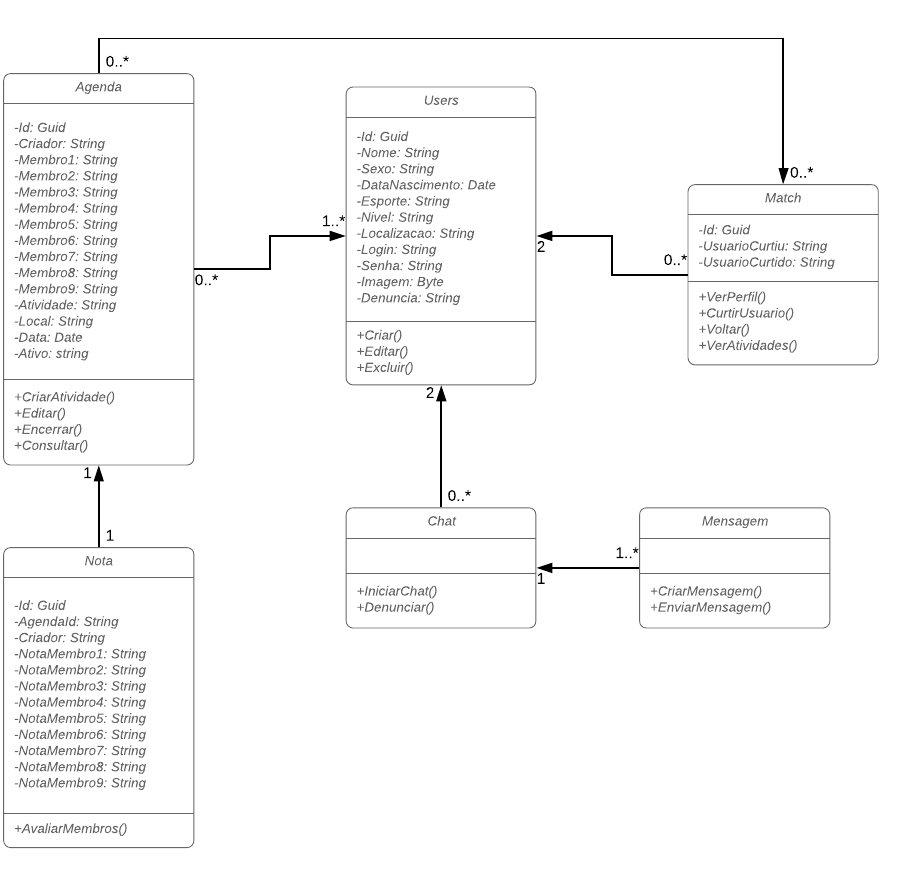 0..*
Agenda
-Id: Guid
-Criador: String
-Membro1: String
-Membro2: String
-Membro3: String
-Membro4: String
-Membro5: String
-Membro6: String
-Membro7: String
-Membro8: String
-Membro9: String
-Atividade: String
-Local: String
-Data: Date
-Ativo: string
+CriarAtividade()
+Editar()
+Encerrar()
+Consultar()
0..*
1..*
Users
-Id: Guid
-Nome: String
-Sexo: String
-DataNascimento: Date
-Esporte: String
-Nivel: String
-Localizacao: String
-Login: String
-Senha: String
-Imagem: Byte
-Denuncia: String
+Criar()
+Editar()
+Excluir()
2
0..*
0..*
Match
-Id: Guid
-UsuarioCurtiu: String
-UsuarioCurtido: String
+VerPerfil()
+CurtirUsuario()
+Voltar()
+VerAtividades()
1
1
Nota
-Id: Guid
-AgendaId: String
-Criador: String
-NotaMembro1: String
-NotaMembro2: String
-NotaMembro3: String
-NotaMembro4: String
-NotaMembro5: String
-NotaMembro6: String
-NotaMembro7: String
-NotaMembro8: String
-NotaMembro9: String
+AvaliarMembros()
2
0..*
Chat
+IniciarChat()
+Denunciar()
1
1..*
Mensagem
+CriarMensagem()
+EnviarMensagem()